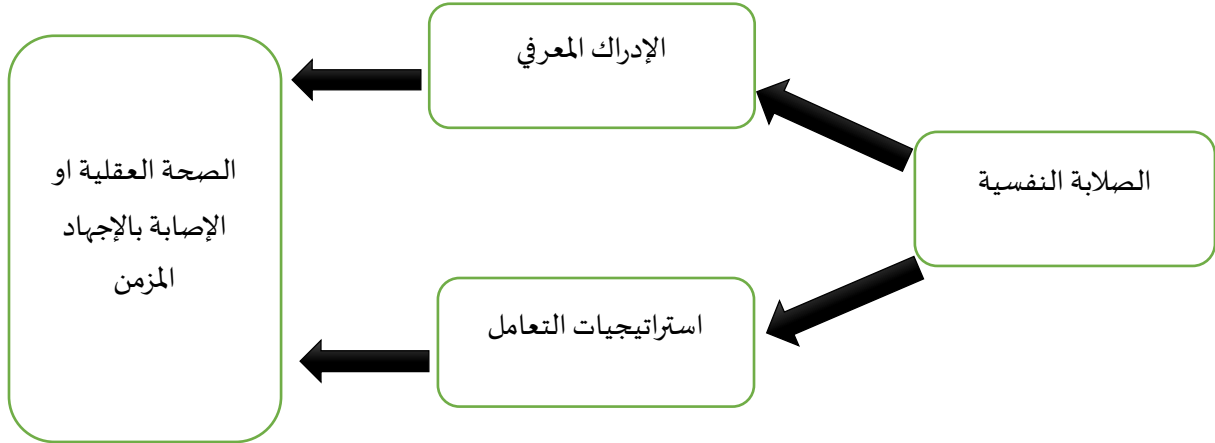 الصلابة النفسية
الإدراك المعرفي
استراتيجيات التعامل
الصحة العقلية او
الإصابة بالإجهاد
المزمن